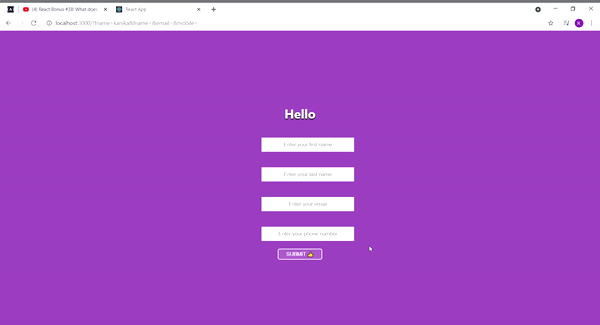 (4) React Bonus #33: What does
React App
localhost:3000/?fname=kanika&lname=&email=&mobile=
Hello
Enter your first name
Enter your last name
Enter your email
Enter your phone number
SUBMIT 👍
K